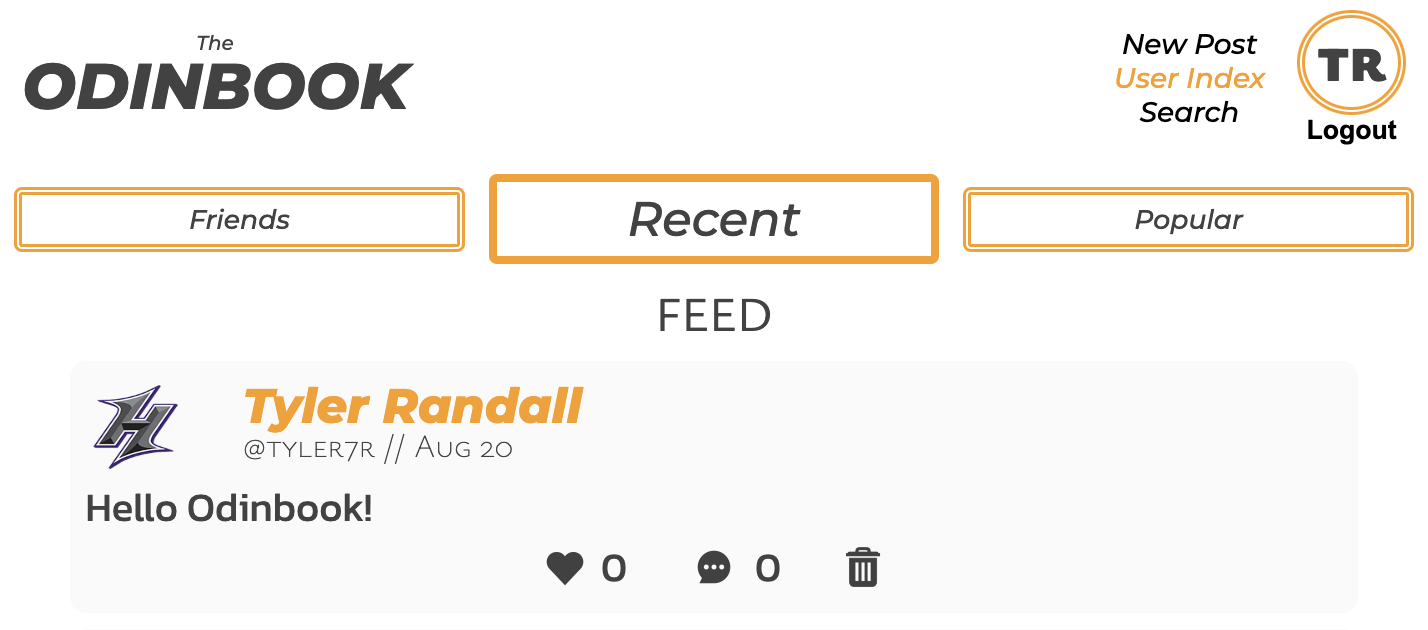 The
ODINBOOK
New Post
User Index
Search
TR
Logout
Friends
Recent
Popular
FEED
H
Tyler Randall
@tyler7r // Aug 20
Hello Odinbook!
0 0